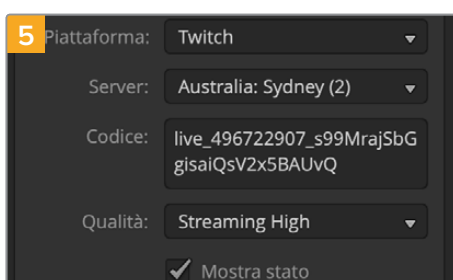 5
Piattaforma: Twitch
Server: Australia: Sydney (2)
Codice: live_496722907_s99MrajSbG
gisaiQsV2x5BAUvQ
Qualità: Streaming High
Mostra stato